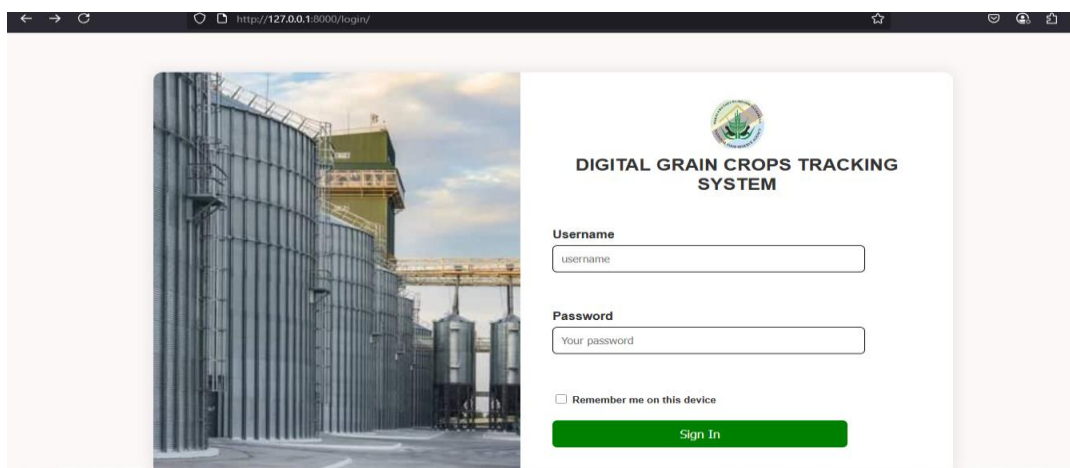 http://127.0.0.1:8000/login/
DIGITAL GRAIN CROPS TRACKING
SYSTEM
Username
username
Password
Your password
Remember me on this device
Sign In